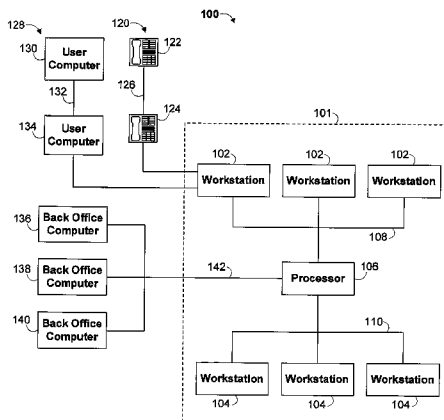 128
120
100
130
User
Computer
122
132
126
134
User
Computer
124
101
102
102
102
Workstation
Workstation
Workstation
136
Back Office
Computer
108
138
Back Office
Computer
142
Processor
106
140
Back Office
Computer
110
Workstation
Workstation
Workstation
104
104
104